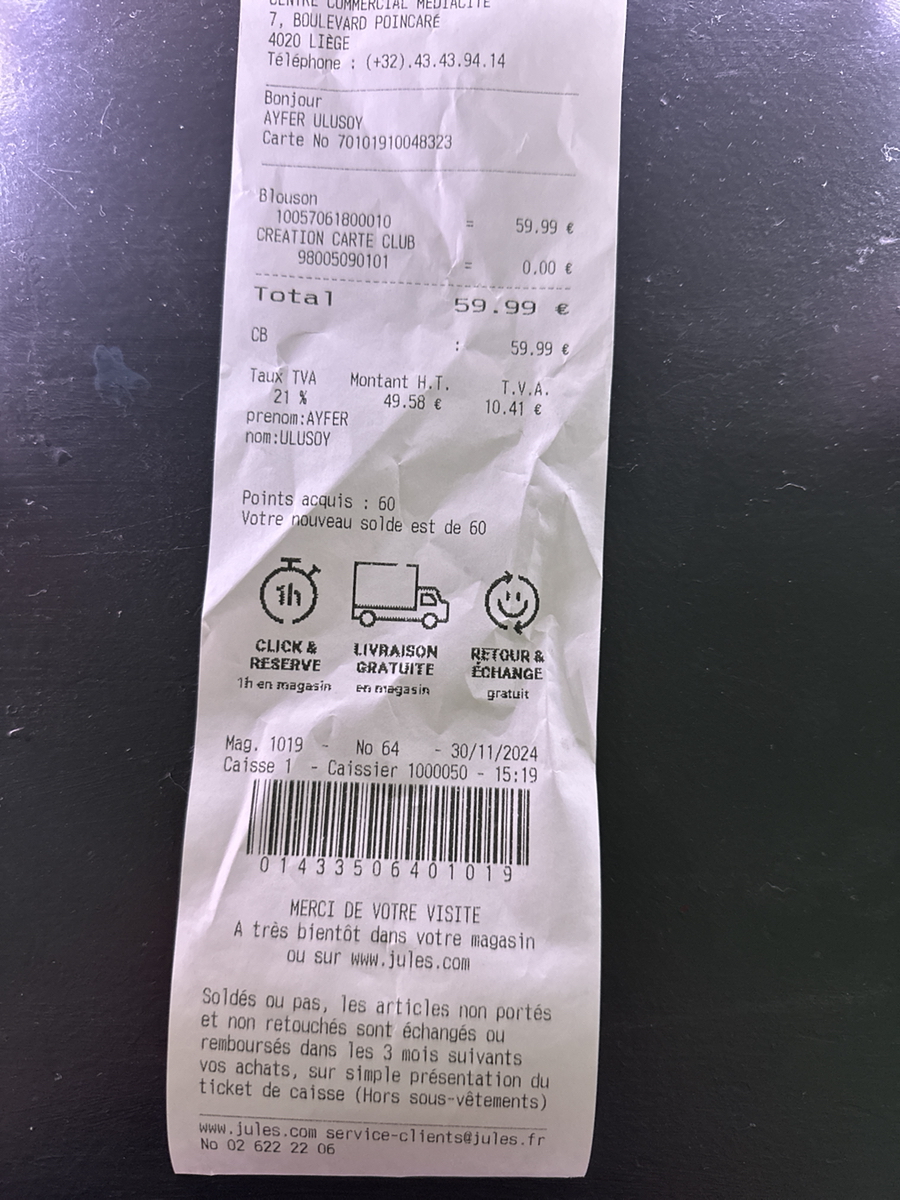 CENTRE COMMERCIAL MEDIACITE
7, BOULEVARD POINCARÉ
4020 LIÈGE
Téléphone : (+32).43.43.94.14
Bonjour
AYFER ULUSOY
Carte No 70101910048323
Blouson
10057061800010 = 59.99 €
CREATION CARTE CLUB
98005090101 = 0.00 €
Total 59.99 €
CB : 59.99 €
Taux TVA Montant H.T. T.V.A.
21 % 49.58 € 10.41 €
prenom:AYFER
nom:ULUSOY
Points acquis : 60
Votre nouveau solde est de 60
1h
CLICK & RESERVE 1h en magasin
LIVRAISON GRATUITE en magasin
RETOUR & ÉCHANGE gratuit
Mag. 1019 - No 64 - 30/11/2024
Caisse 1 - Caissier 1000050 - 15:19
01433506401019
MERCI DE VOTRE VISITE
A très bientôt dans votre magasin
ou sur www.jules.com
Soldés ou pas, les articles non portés
et non retouchés sont échangés ou
remboursés dans les 3 mois suivants
vos achats, sur simple présentation du
ticket de caisse (Hors sous-vêtements)
www.jules.com service-clients@jules.fr
No 02 622 22 06